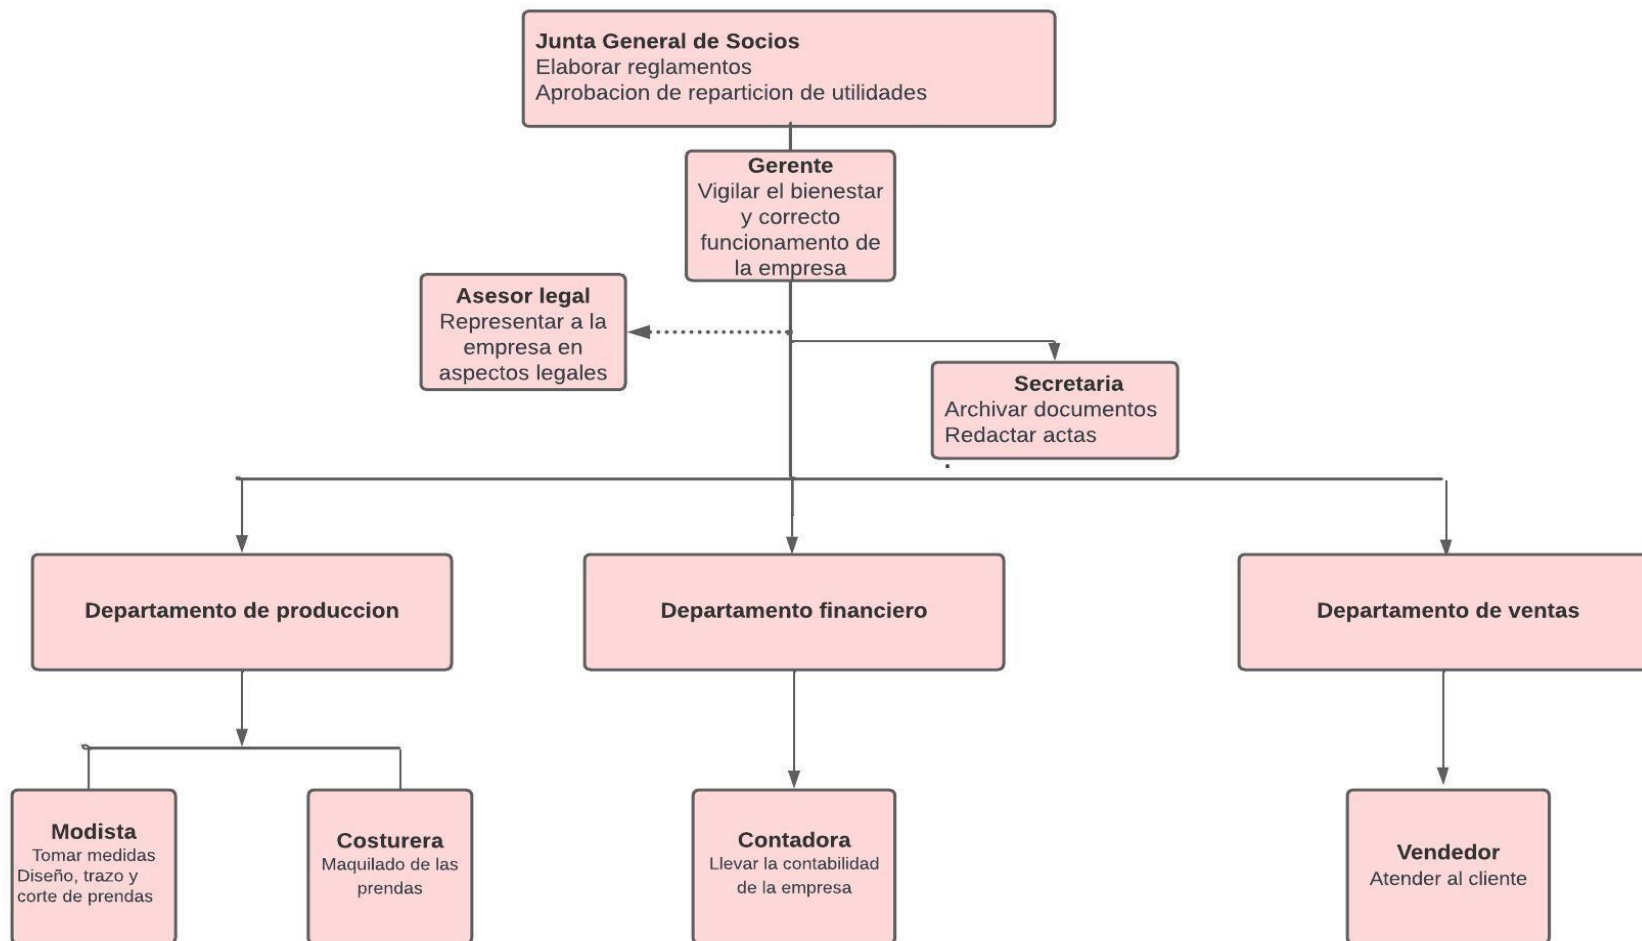 Junta General de Socios
Elaborar reglamentos
Aprobacion de reparticion de utilidades
Gerente
Vigilar el bienestar
y correcto
funcionamento de
la empresa
Asesor legal
Representar a la
empresa en
aspectos legales
Secretaria
Archivar documentos
Redactar actas
.
Departamento de produccion
Departamento financiero
Departamento de ventas
Modista
Tomar medidas
Diseño, trazo y
corte de prendas
Costurera
Maquilado de las
prendas
Contadora
Llevar la contabilidad
de la empresa
Vendedor
Atender al cliente